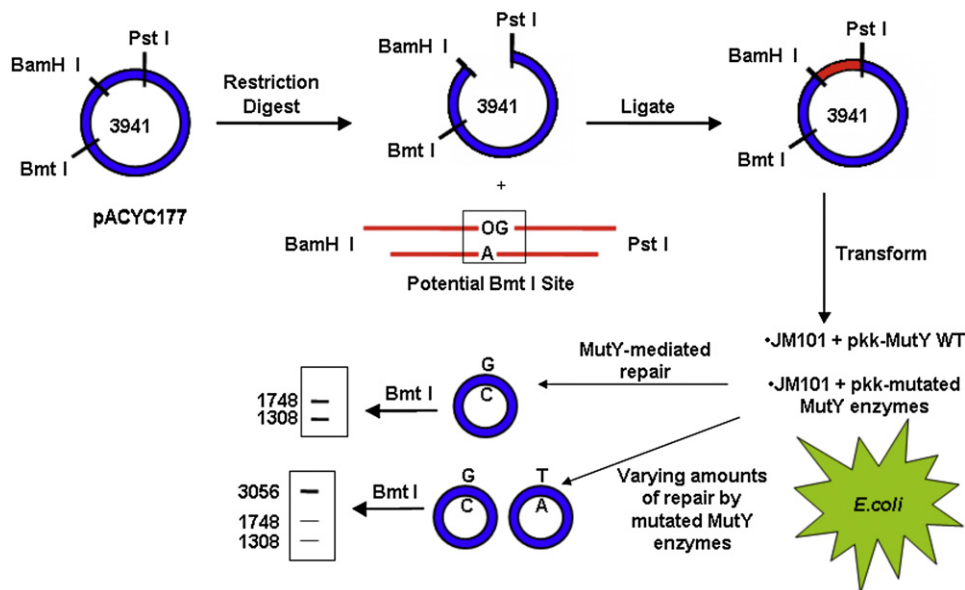 Pst I
BamH I
3941
Bmt I
pACYC177
Restriction
Digest
Pst I
BamH I
3941
Bmt I
+
BamH I
OG
A
Pst I
Potential Bmt I Site
Ligate
Pst I
BamH I
3941
Bmt I
Transform
•JM101 + pkk-MutY WT
•JM101 + pkk-mutated
MutY enzymes
E.coli
MutY-mediated
repair
G
C
Bmt I
1748
1308
Varying amounts
of repair by
mutated MutY
enzymes
G
C
T
A
Bmt I
3056
1748
1308